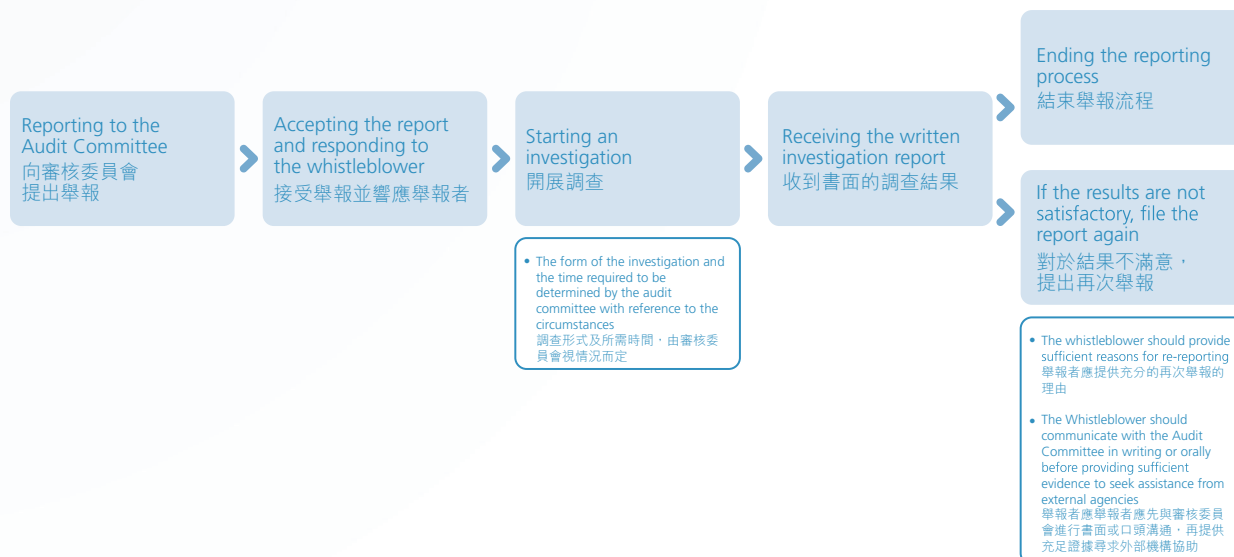 Reporting to the
Audit Committee
向審核委員會
提出舉報
Accepting the report
and responding to
the whistleblower
接受舉報並響應舉報者
Starting an
investigation
開展調查
• The form of the investigation and
the time required to be
determined by the audit
committee with reference to the
circumstances
調查形式及所需時間，由審核委
員會視情況而定
Receiving the written
investigation report
收到書面的調查結果
Ending the reporting
process
結束舉報流程
If the results are not
satisfactory, file the
report again
對於結果不滿意，
提出再次舉報
• The whistleblower should provide
sufficient reasons for re-reporting
舉報者應提供充分的再次舉報的
理由
• The Whistleblower should
communicate with the Audit
Committee in writing or orally
before providing sufficient
evidence to seek assistance from
external agencies
舉報者應舉報者應先與審核委員
會進行書面或口頭溝通，再提供
充足證據尋求外部機構協助